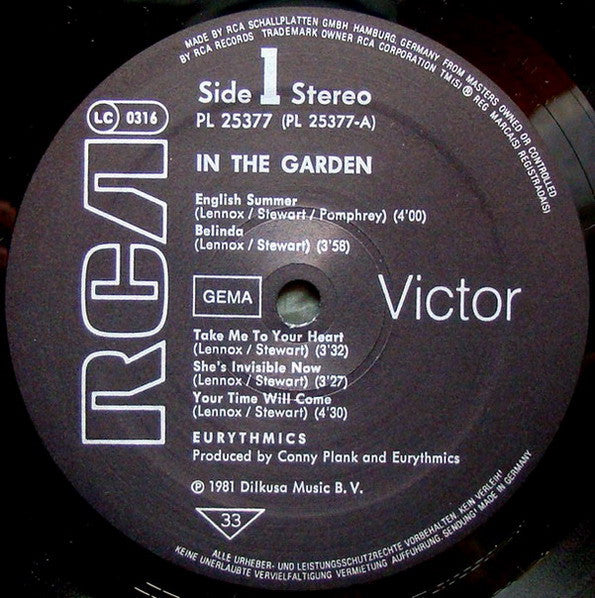 MADE BY RCA SCHALLPLATTEN GMBH HAMBURG, GERMANY FROM MASTERS OWNED OR CONTROLLED
BY RCA RECORDS TRADEMARK OWNER RCA CORPORATION TM(S) ® REG MARCA(S) REGISTRADA(S)
Side 1 Stereo
PL 25377 (PL 25377-A)
LC 0316
RCA
IN THE GARDEN
English Summer
(Lennox / Stewart / Pomphrey) (4'00)
Belinda
(Lennox / Stewart) (3'58)
GEMA
Victor
Take Me To Your Heart
(Lennox / Stewart) (3'32)
She's Invisible Now
(Lennox / Stewart) (3'27)
Your Time Will Come
(Lennox / Stewart) (4'30)
EURYTHMICS
Produced by Conny Plank and Eurythmics
℗ 1981 Dilkusa Music B. V.
33
ALLE URHEBER- UND LEISTUNGSSCHUTZRECHTE VORBEHALTEN. KEIN VERLEIH!
KEINE UNERLAUBTE VERVIELFÄLTIGUNG VERMIETUNG AUFFÜHRUNG, SENDUNG! MADE IN GERMANY